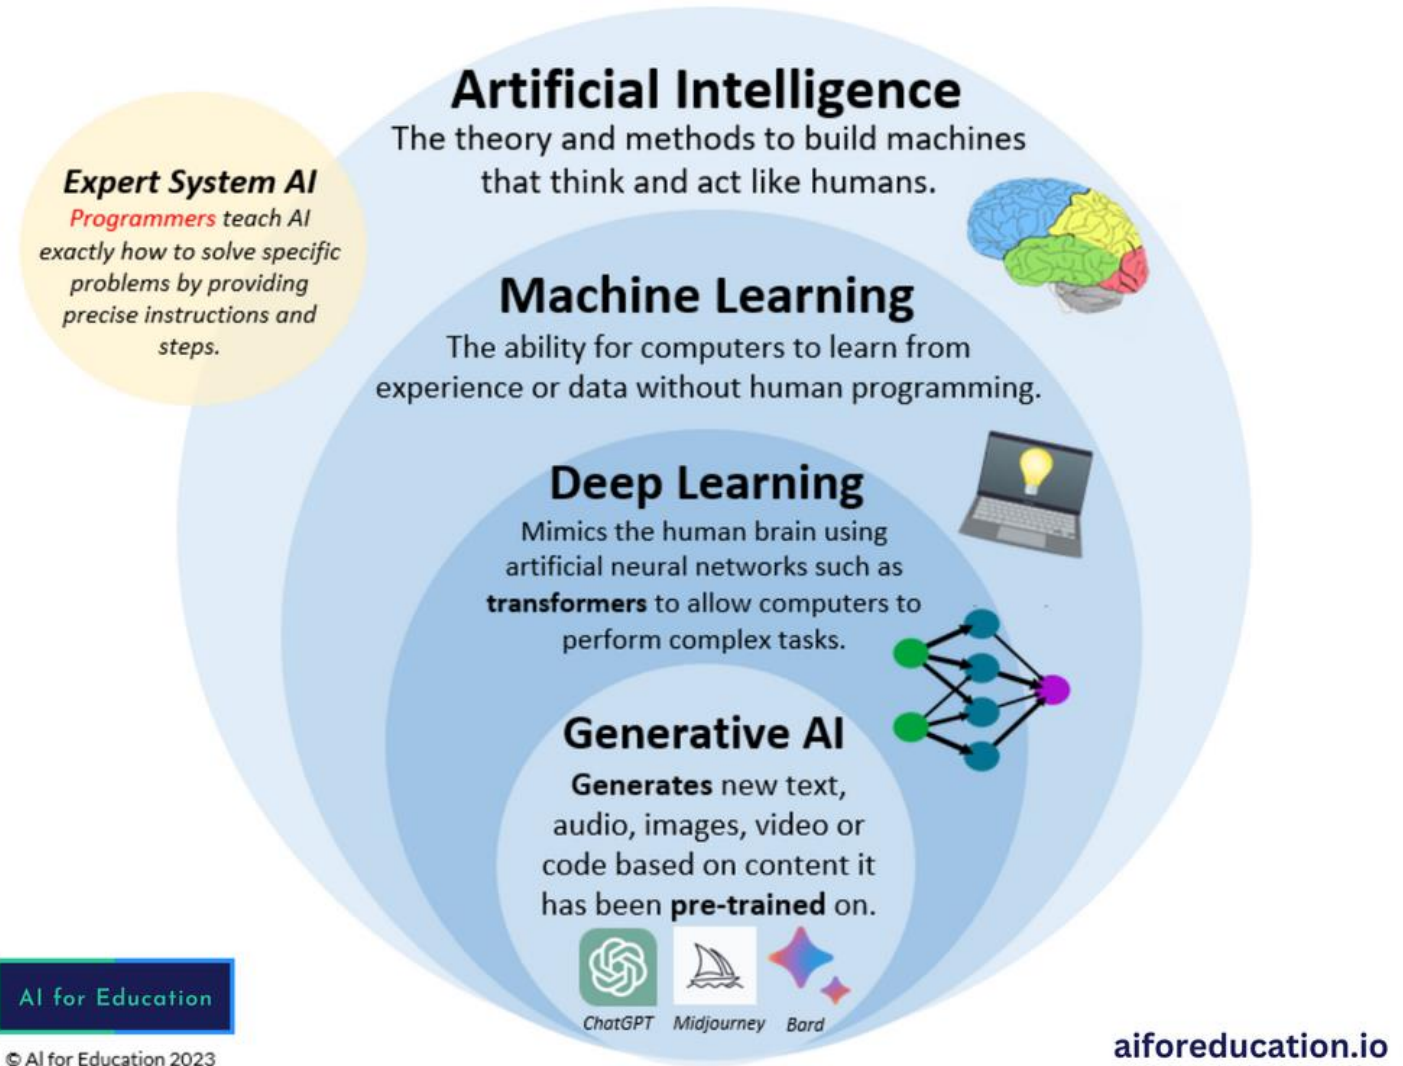 Artificial Intelligence
The theory and methods to build machines
that think and act like humans.
Expert System AI
Programmers teach AI
exactly how to solve specific
problems by providing
precise instructions and
steps.
Machine Learning
The ability for computers to learn from
experience or data without human programming.
Deep Learning
Mimics the human brain using
artificial neural networks such as
transformers to allow computers to
perform complex tasks.
Generative AI
Generates new text,
audio, images, video or
code based on content it
has been pre-trained on.
ChatGPT Midjourney Bard
AI for Education
© AI for Education 2023
aiforeducation.io